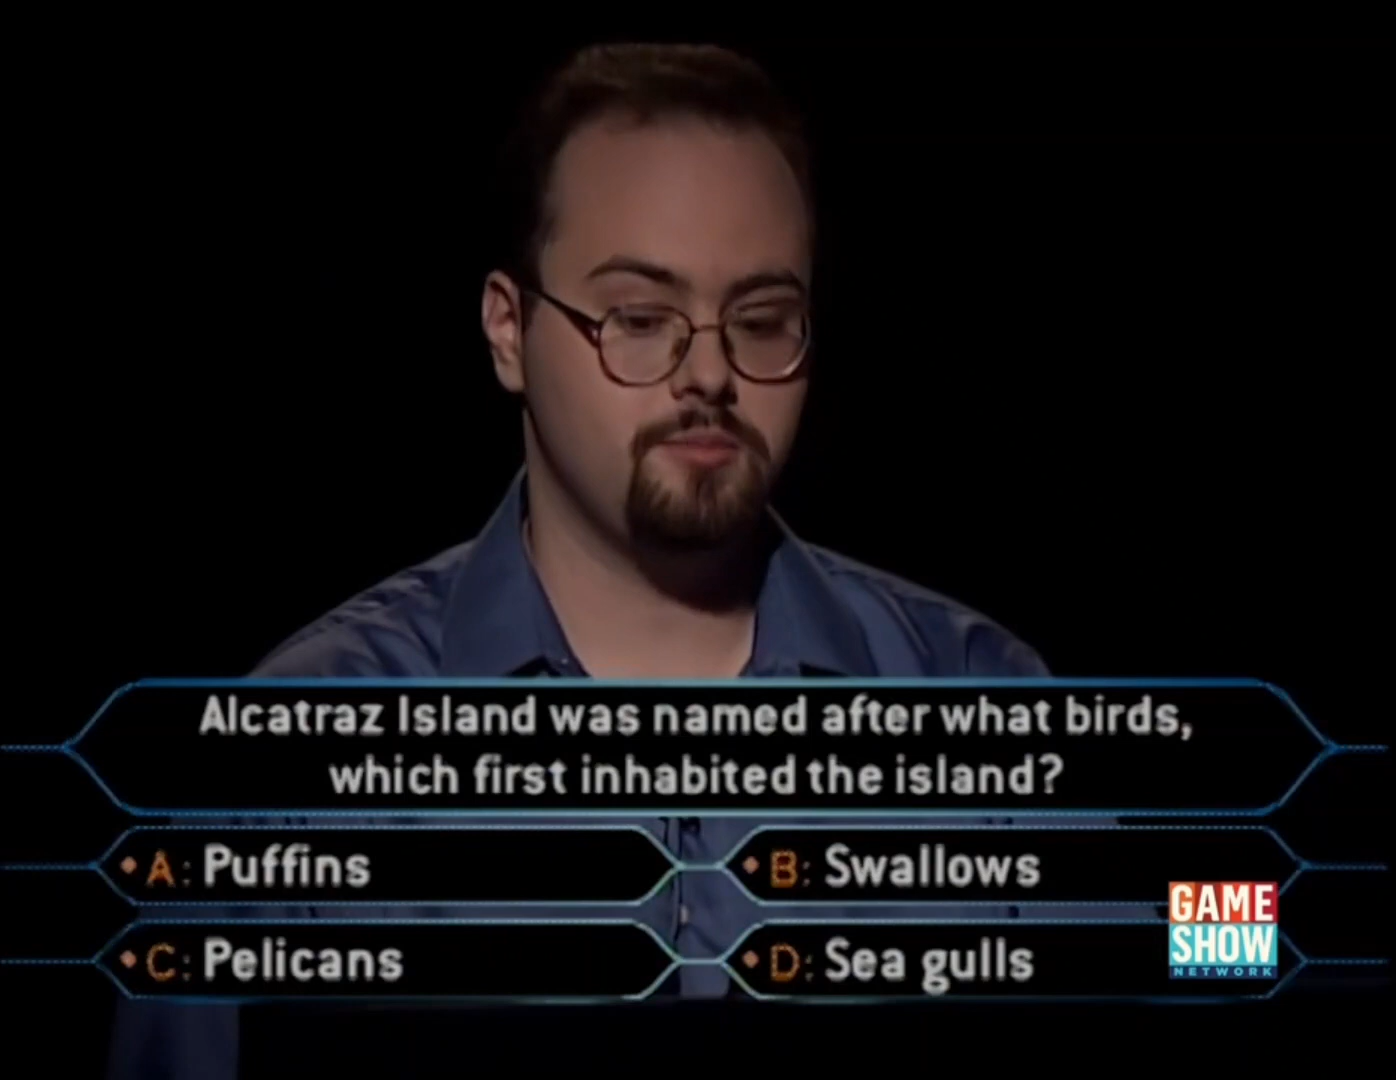 Alcatraz Island was named after what birds,
which first inhabited the island?
A: Puffins
B: Swallows
C: Pelicans
D: Sea gulls
GAME
SHOW
NETWORK